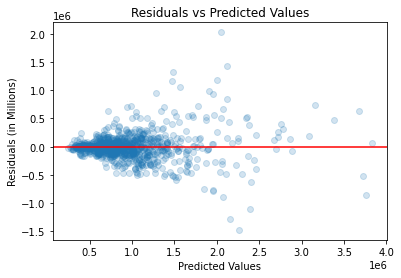 Residuals vs Predicted Values
1e6
2.0
1.5
1.0
0.5
0.0
−0.5
−1.0
−1.5
Residuals (in Millions)
0.5 1.0 1.5 2.0 2.5 3.0 3.5 4.0
1e6
Predicted Values